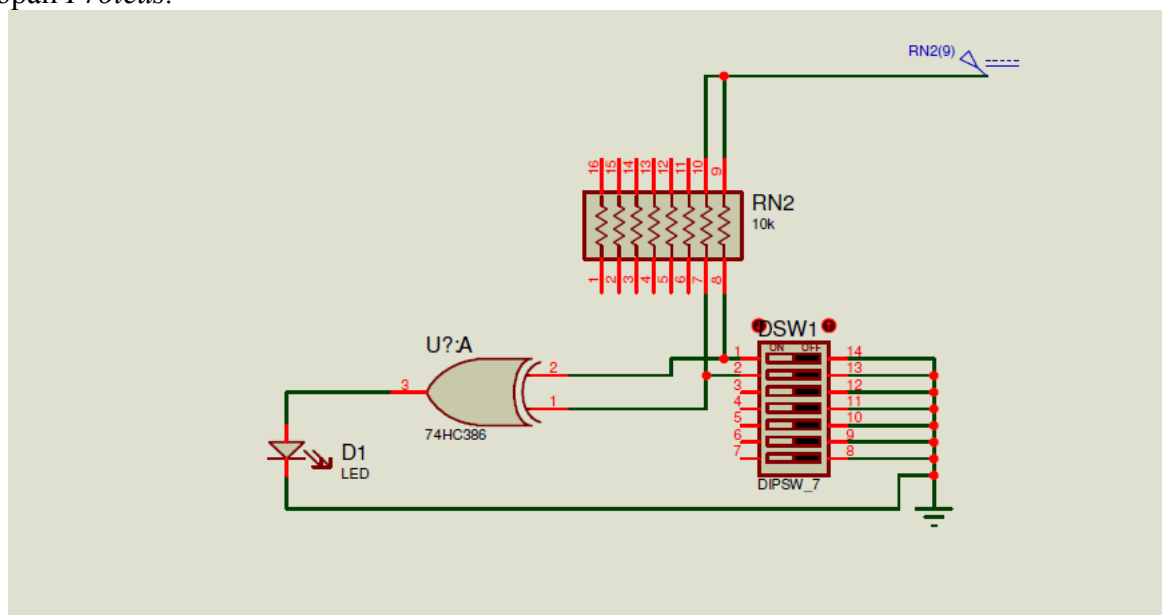 Proteus.
RN2(9)
16 15 14 13 12 11 10 9
RN2
10k
1 2 3 4 5 6 7 8
DSW1
ON OFF
U?:A
1 14
2 13
3 12
4 11
5 10
6 9
7 8
2
3
1
74HC386
D1
LED
DIPSW_7